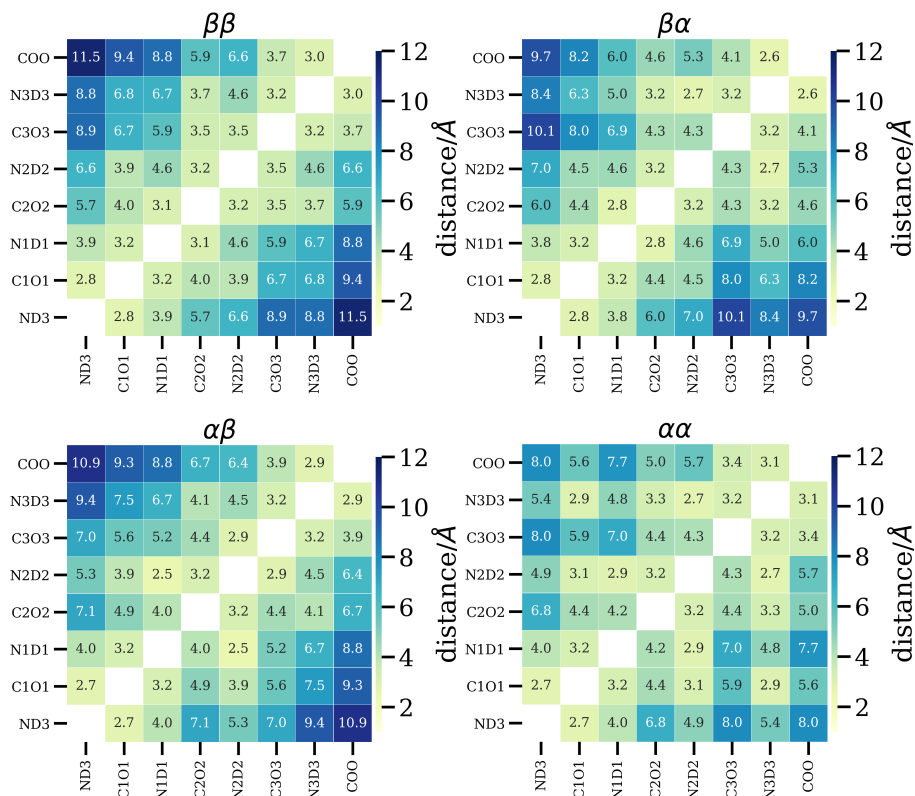 ββ
COO 11.5 9.4 8.8 5.9 6.6 3.7 3.0
N3D3 8.8 6.8 6.7 3.7 4.6 3.2 3.0
C3O3 8.9 6.7 5.9 3.5 3.5 3.2 3.7
N2D2 6.6 3.9 4.6 3.2 3.5 4.6 6.6
C2O2 5.7 4.0 3.1 3.2 3.5 3.7 5.9
N1D1 3.9 3.2 3.1 4.6 5.9 6.7 8.8
C1O1 2.8 3.2 4.0 3.9 6.7 6.8 9.4
ND3 2.8 3.9 5.7 6.6 8.9 8.8 11.5
ND3 C1O1 N1D1 C2O2 N2D2 C3O3 N3D3 COO
12
10
8
6
4
2
distance/Å
βα
COO 9.7 8.2 6.0 4.6 5.3 4.1 2.6
N3D3 8.4 6.3 5.0 3.2 2.7 3.2 2.6
C3O3 10.1 8.0 6.9 4.3 4.3 3.2 4.1
N2D2 7.0 4.5 4.6 3.2 4.3 2.7 5.3
C2O2 6.0 4.4 2.8 3.2 4.3 3.2 4.6
N1D1 3.8 3.2 2.8 4.6 6.9 5.0 6.0
C1O1 2.8 3.2 4.4 4.5 8.0 6.3 8.2
ND3 2.8 3.8 6.0 7.0 10.1 8.4 9.7
ND3 C1O1 N1D1 C2O2 N2D2 C3O3 N3D3 COO
12
10
8
6
4
2
distance/Å
αβ
COO 10.9 9.3 8.8 6.7 6.4 3.9 2.9
N3D3 9.4 7.5 6.7 4.1 4.5 3.2 2.9
C3O3 7.0 5.6 5.2 4.4 2.9 3.2 3.9
N2D2 5.3 3.9 2.5 3.2 2.9 4.5 6.4
C2O2 7.1 4.9 4.0 3.2 4.4 4.1 6.7
N1D1 4.0 3.2 4.0 2.5 5.2 6.7 8.8
C1O1 2.7 3.2 4.9 3.9 5.6 7.5 9.3
ND3 2.7 4.0 7.1 5.3 7.0 9.4 10.9
ND3 C1O1 N1D1 C2O2 N2D2 C3O3 N3D3 COO
12
10
8
6
4
2
distance/Å
αα
COO 8.0 5.6 7.7 5.0 5.7 3.4 3.1
N3D3 5.4 2.9 4.8 3.3 2.7 3.2 3.1
C3O3 8.0 5.9 7.0 4.4 4.3 3.2 3.4
N2D2 4.9 3.1 2.9 3.2 4.3 2.7 5.7
C2O2 6.8 4.4 4.2 3.2 4.4 3.3 5.0
N1D1 4.0 3.2 4.2 2.9 7.0 4.8 7.7
C1O1 2.7 3.2 4.4 3.1 5.9 2.9 5.6
ND3 2.7 4.0 6.8 4.9 8.0 5.4 8.0
ND3 C1O1 N1D1 C2O2 N2D2 C3O3 N3D3 COO
12
10
8
6
4
2
distance/Å